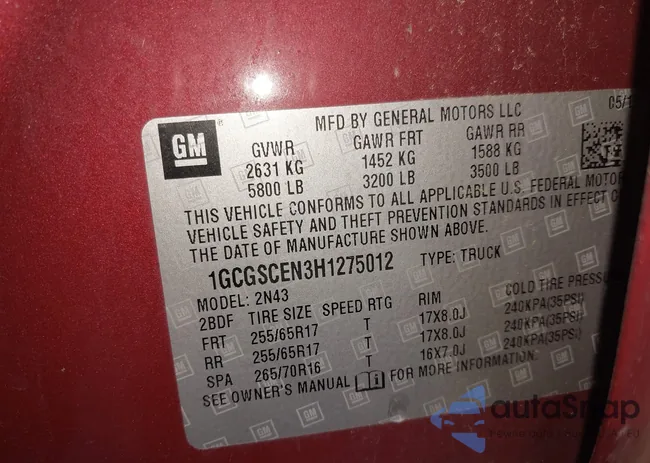 GM
MFD BY GENERAL MOTORS LLC
05/1
GVWR GAWR FRT GAWR RR
2631 KG 1452 KG 1588 KG
5800 LB 3200 LB 3500 LB
THIS VEHICLE CONFORMS TO ALL APPLICABLE U.S. FEDERAL MOTOR
VEHICLE SAFETY AND THEFT PREVENTION STANDARDS IN EFFECT O
THE DATE OF MANUFACTURE SHOWN ABOVE.
1GCGSCEN3H1275012 TYPE: TRUCK
MODEL: 2N43
2BDF TIRE SIZE SPEED RTG RIM COLD TIRE PRESS
FRT 255/65R17 T 17X8.0J 240KPA(35PSI)
RR 255/65R17 T 17X8.0J 240KPA(35PSI)
SPA 265/70R16 T 16X7.0J 240KPA(35PSI)
SEE OWNER'S MANUAL FOR MORE INFORMATION.
autoSnap